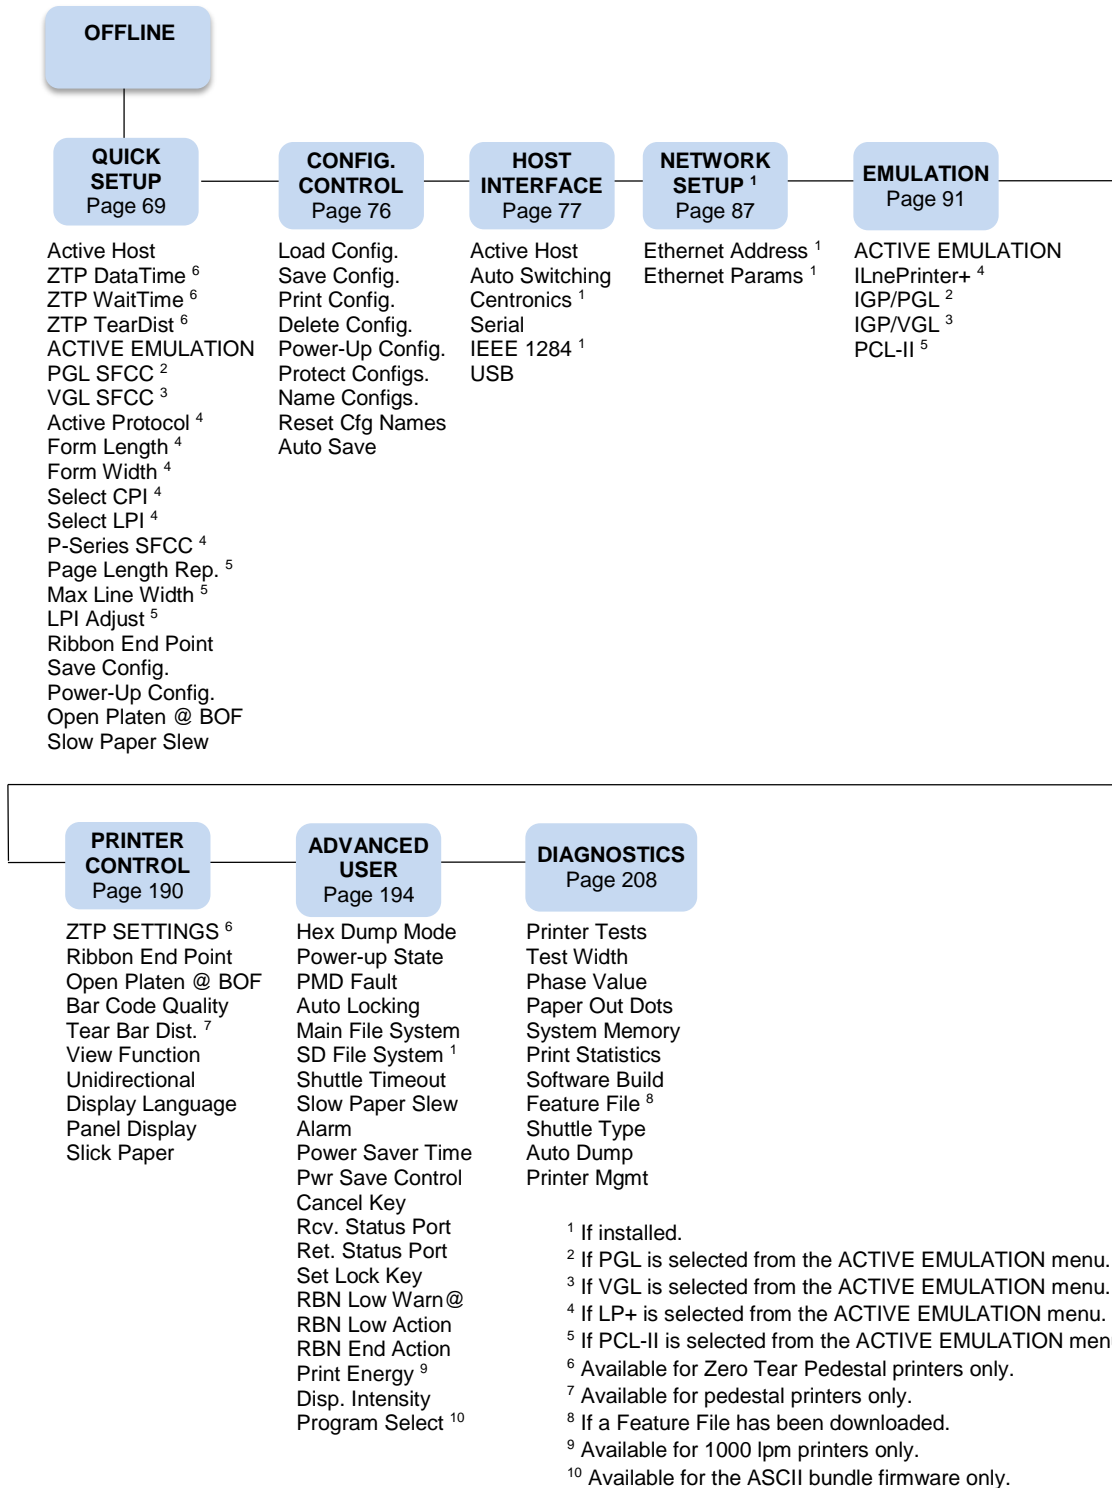 OFFLINE
QUICK
SETUP
Page 69
CONFIG.
CONTROL
Page 76
HOST
INTERFACE
Page 77
NETWORK
SETUP ¹
Page 87
EMULATION
Page 91
Active Host
ZTP DataTime ⁶
ZTP WaitTime ⁶
ZTP TearDist ⁶
ACTIVE EMULATION
PGL SFCC ²
VGL SFCC ³
Active Protocol ⁴
Form Length ⁴
Form Width ⁴
Select CPI ⁴
Select LPI ⁴
P-Series SFCC ⁴
Page Length Rep. ⁵
Max Line Width ⁵
LPI Adjust ⁵
Ribbon End Point
Save Config.
Power-Up Config.
Open Platen @ BOF
Slow Paper Slew
Load Config.
Save Config.
Print Config.
Delete Config.
Power-Up Config.
Protect Configs.
Name Configs.
Reset Cfg Names
Auto Save
Active Host
Auto Switching
Centronics ¹
Serial
IEEE 1284 ¹
USB
Ethernet Address ¹
Ethernet Params ¹
ACTIVE EMULATION
ILnePrinter+ ⁴
IGP/PGL ²
IGP/VGL ³
PCL-II ⁵
PRINTER
CONTROL
Page 190
ADVANCED
USER
Page 194
DIAGNOSTICS
Page 208
ZTP SETTINGS ⁶
Ribbon End Point
Open Platen @ BOF
Bar Code Quality
Tear Bar Dist. ⁷
View Function
Unidirectional
Display Language
Panel Display
Slick Paper
Hex Dump Mode
Power-up State
PMD Fault
Auto Locking
Main File System
SD File System ¹
Shuttle Timeout
Slow Paper Slew
Alarm
Power Saver Time
Pwr Save Control
Cancel Key
Rcv. Status Port
Ret. Status Port
Set Lock Key
RBN Low Warn@
RBN Low Action
RBN End Action
Print Energy ⁹
Disp. Intensity
Program Select ¹⁰
Printer Tests
Test Width
Phase Value
Paper Out Dots
System Memory
Print Statistics
Software Build
Feature File ⁸
Shuttle Type
Auto Dump
Printer Mgmt
¹ If installed.
² If PGL is selected from the ACTIVE EMULATION menu.
³ If VGL is selected from the ACTIVE EMULATION menu.
⁴ If LP+ is selected from the ACTIVE EMULATION menu.
⁵ If PCL-II is selected from the ACTIVE EMULATION men
⁶ Available for Zero Tear Pedestal printers only.
⁷ Available for pedestal printers only.
⁸ If a Feature File has been downloaded.
⁹ Available for 1000 lpm printers only.
¹⁰ Available for the ASCII bundle firmware only.